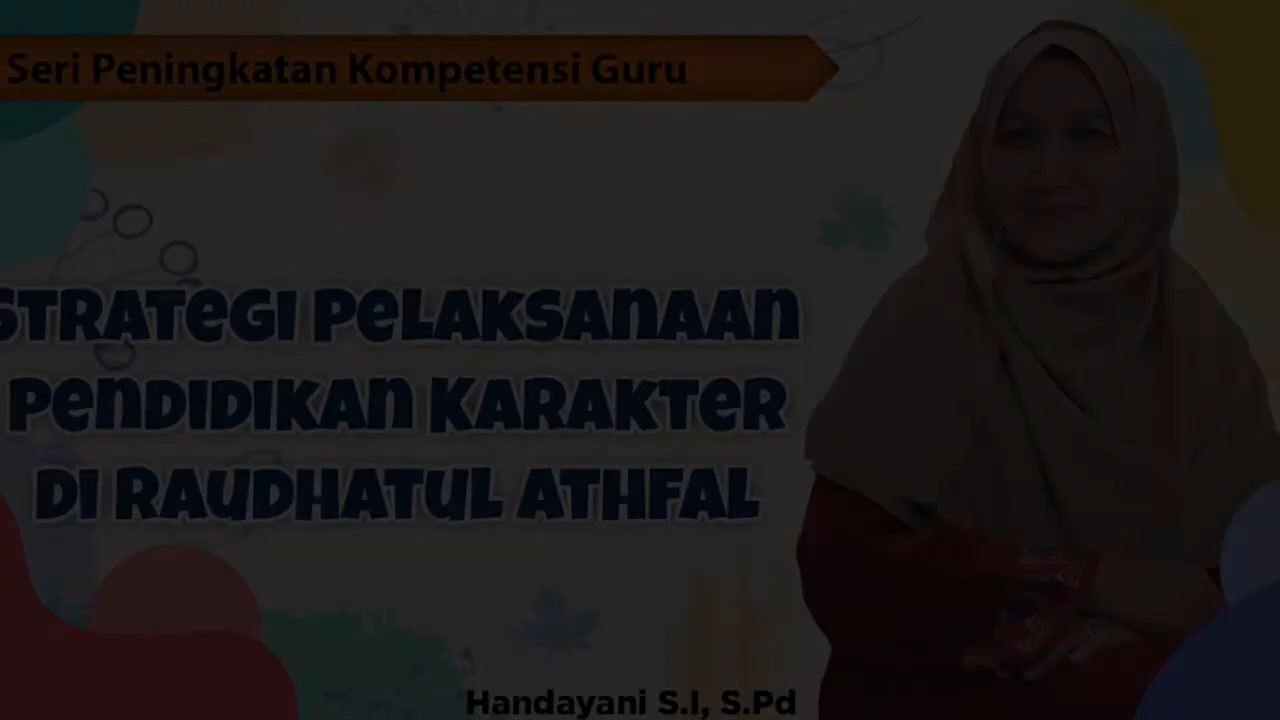 Seri Peningkatan Kompetensi Guru
STRATEGI PELAKSANAAN
PENDIDIKAN KARAKTER
DI RAUDHATUL ATHFAL
Handayani S.I, S.Pd